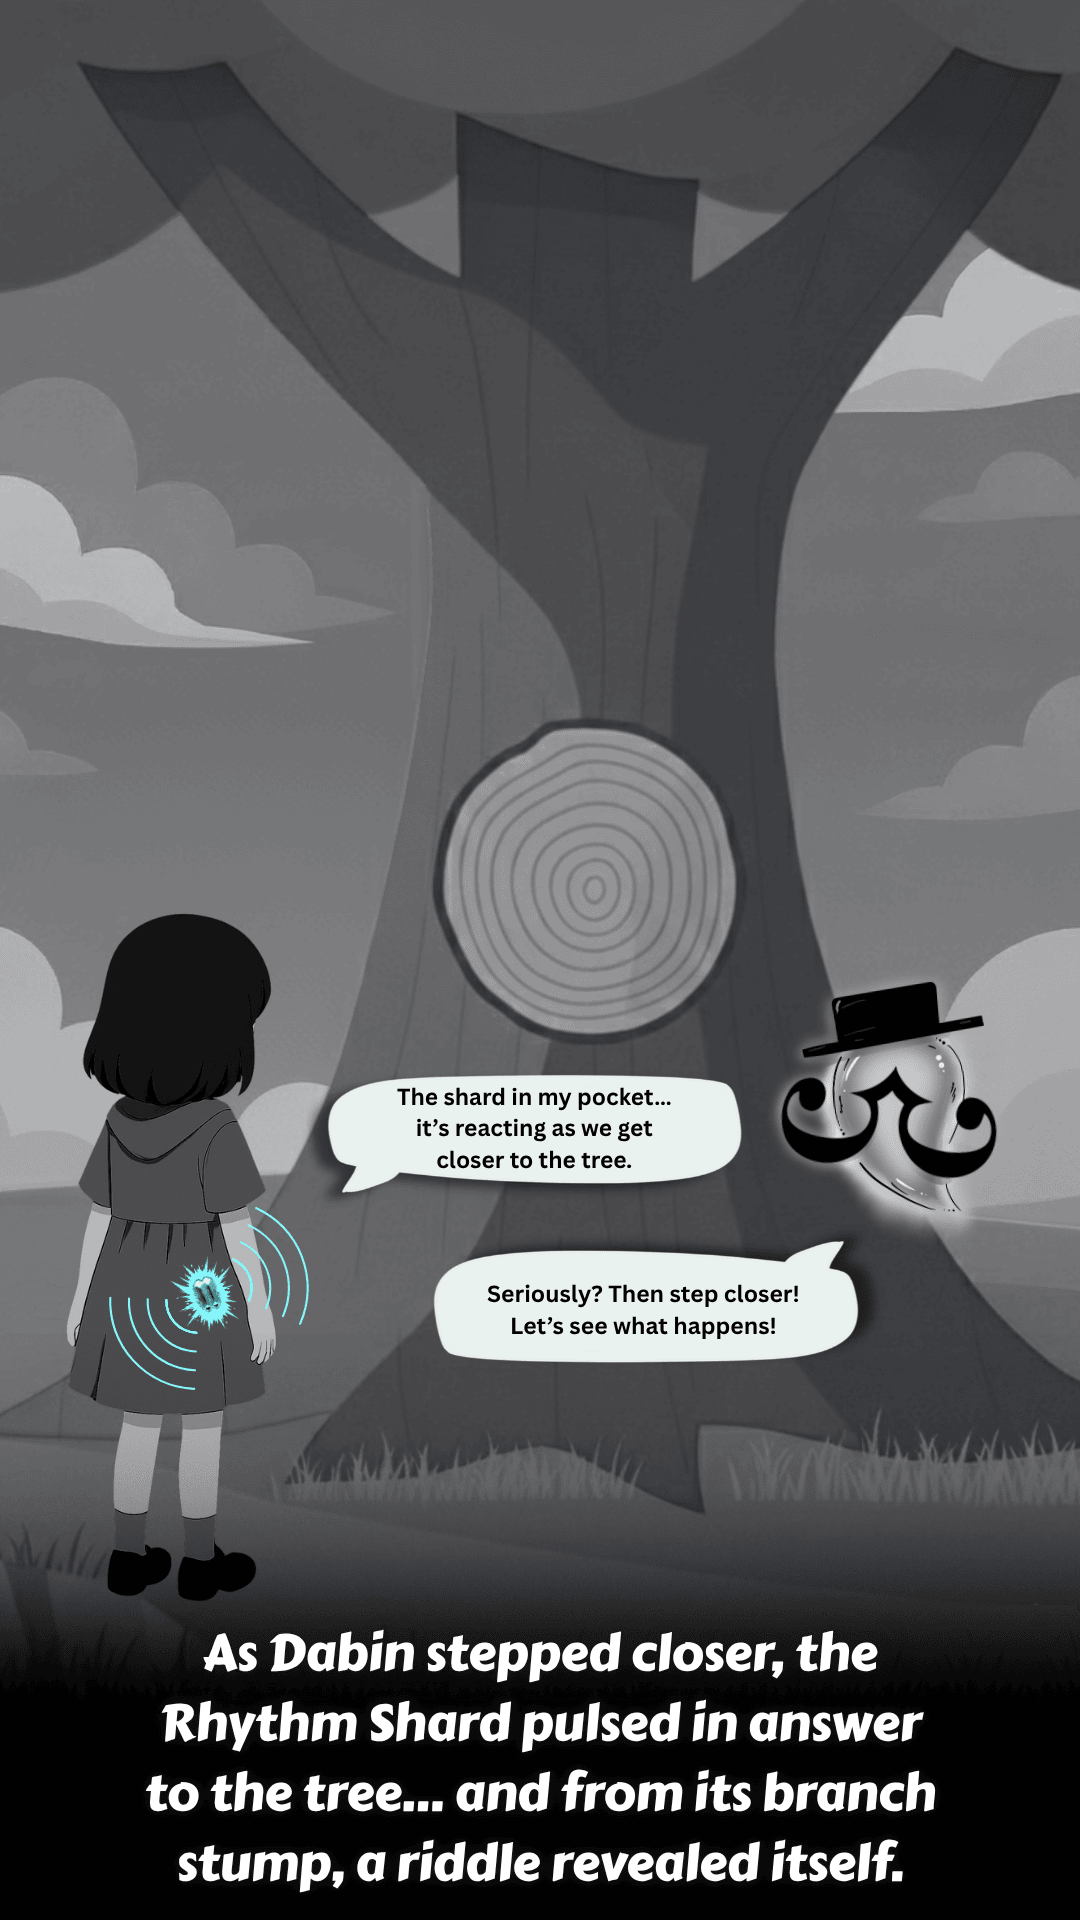 The shard in my pocket...
it's reacting as we get
closer to the tree.
Seriously? Then step closer!
Let's see what happens!
As Dabin stepped closer, the
Rhythm Shard pulsed in answer
to the tree... and from its branch
stump, a riddle revealed itself.